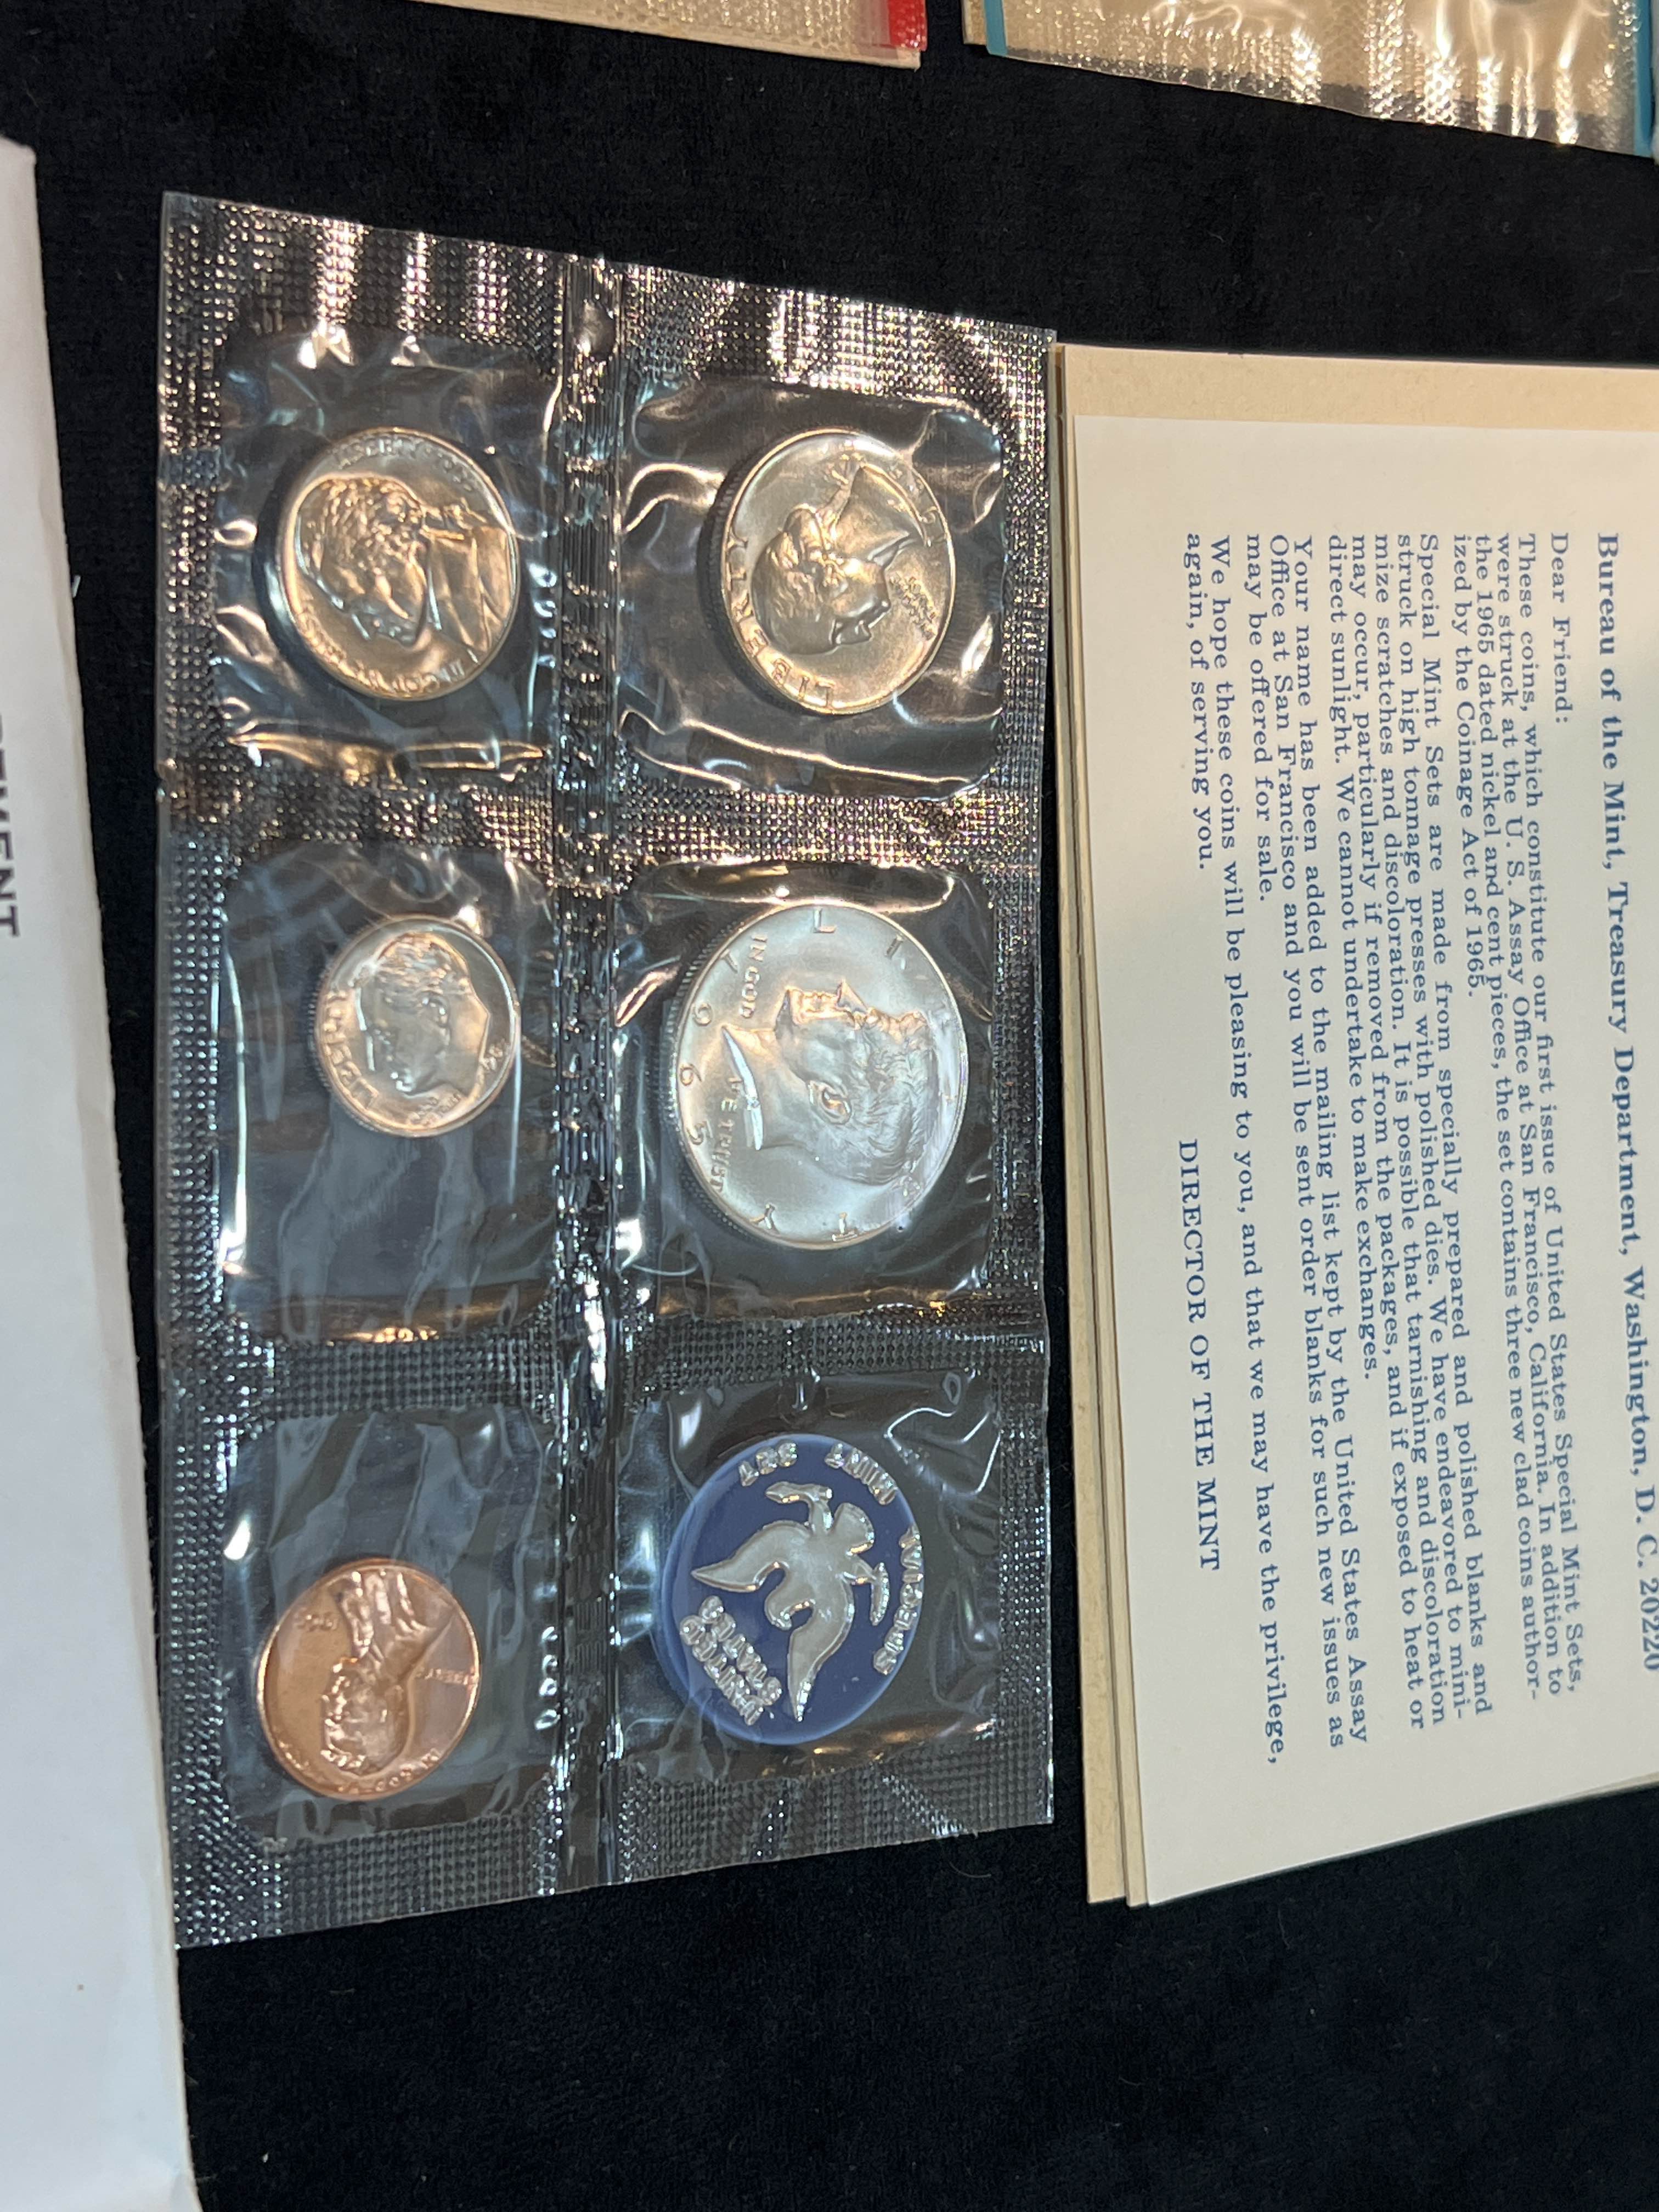 Bureau of the Mint, Treasury Department, Washington, D. C. 20220
Dear Friend:
These coins, which constitute our first issue of United States Special Mint Sets,
were struck at the U. S. Assay Office at San Francisco, California. In addition to
the 1965 dated nickel and cent pieces, the set contains three new clad coins author-
ized by the Coinage Act of 1965.
Special Mint Sets are made from specially prepared and polished blanks and
struck on high tonnage presses with polished dies. We have endeavored to mini-
mize scratches and discoloration. It is possible that tarnishing and discoloration
may occur, particularly if removed from the packages, and if exposed to heat or
direct sunlight. We cannot undertake to make exchanges.
Your name has been added to the mailing list kept by the United States Assay
Office at San Francisco and you will be sent order blanks for such new issues as
may be offered for sale.
We hope these coins will be pleasing to you, and that we may have the privilege,
again, of serving you.
DIRECTOR OF THE MINT
LIBERTY
LIBERTY
IN GOD WE TRUST
1965
UNITED
STATES
SPECIAL
MINT SET
LIBERTY
LIBERTY